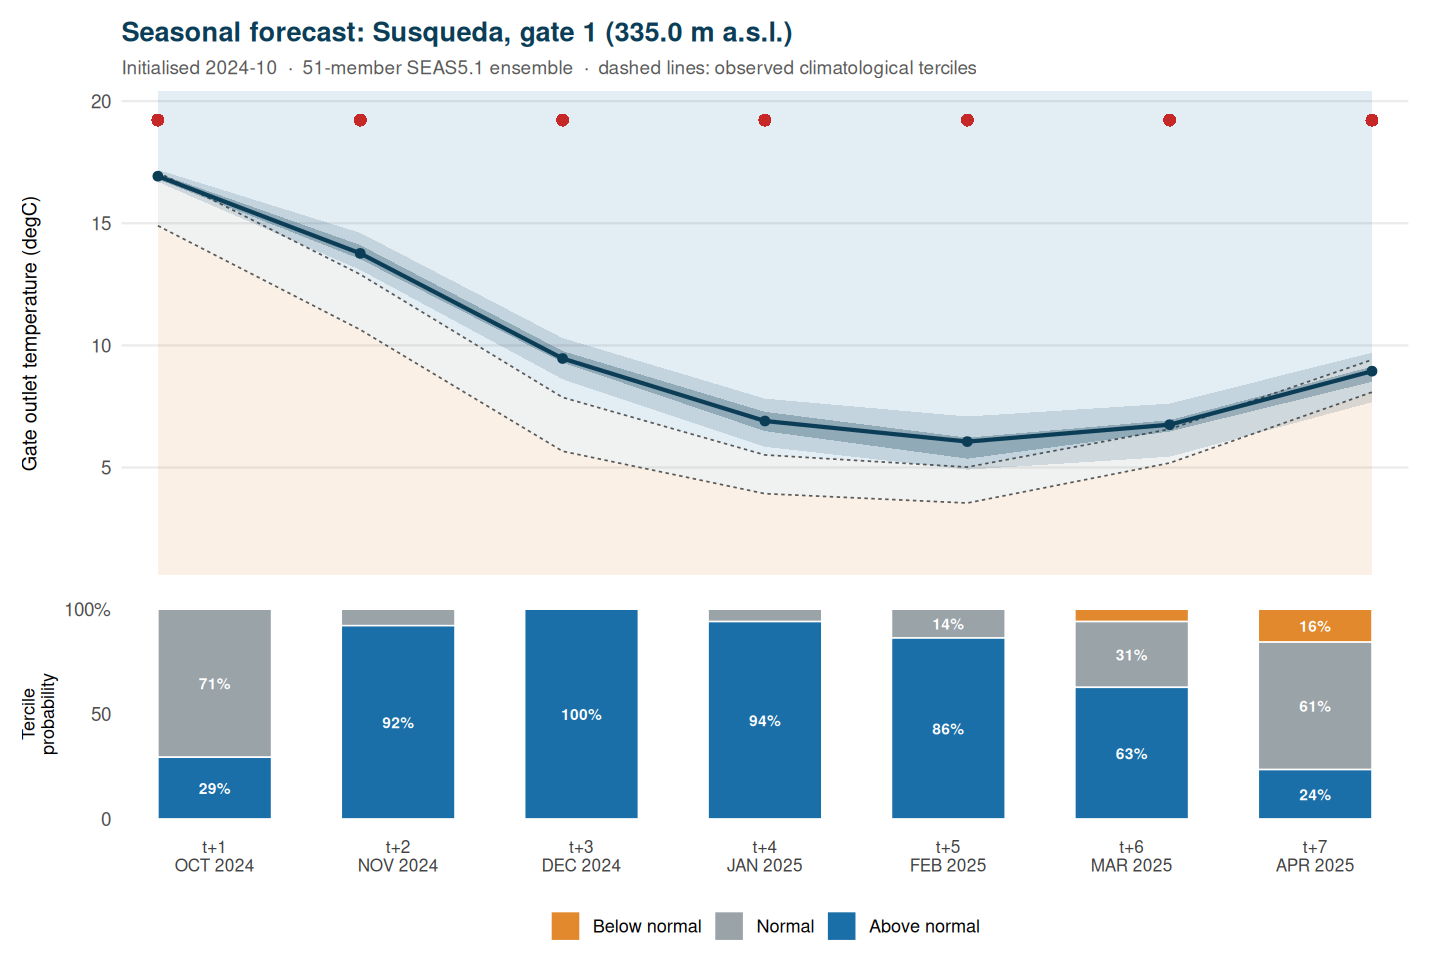 Seasonal forecast: Susqueda, gate 1 (335.0 m a.s.l.)
Initialised 2024-10 · 51-member SEAS5.1 ensemble · dashed lines: observed climatological terciles
Gate outlet temperature (degC)
20
15
10
5
Tercile
probability
100%
50
0
71%
29%
92%
100%
94%
14%
86%
31%
63%
16%
61%
24%
t+1
OCT 2024
t+2
NOV 2024
t+3
DEC 2024
t+4
JAN 2025
t+5
FEB 2025
t+6
MAR 2025
t+7
APR 2025
Below normal
Normal
Above normal